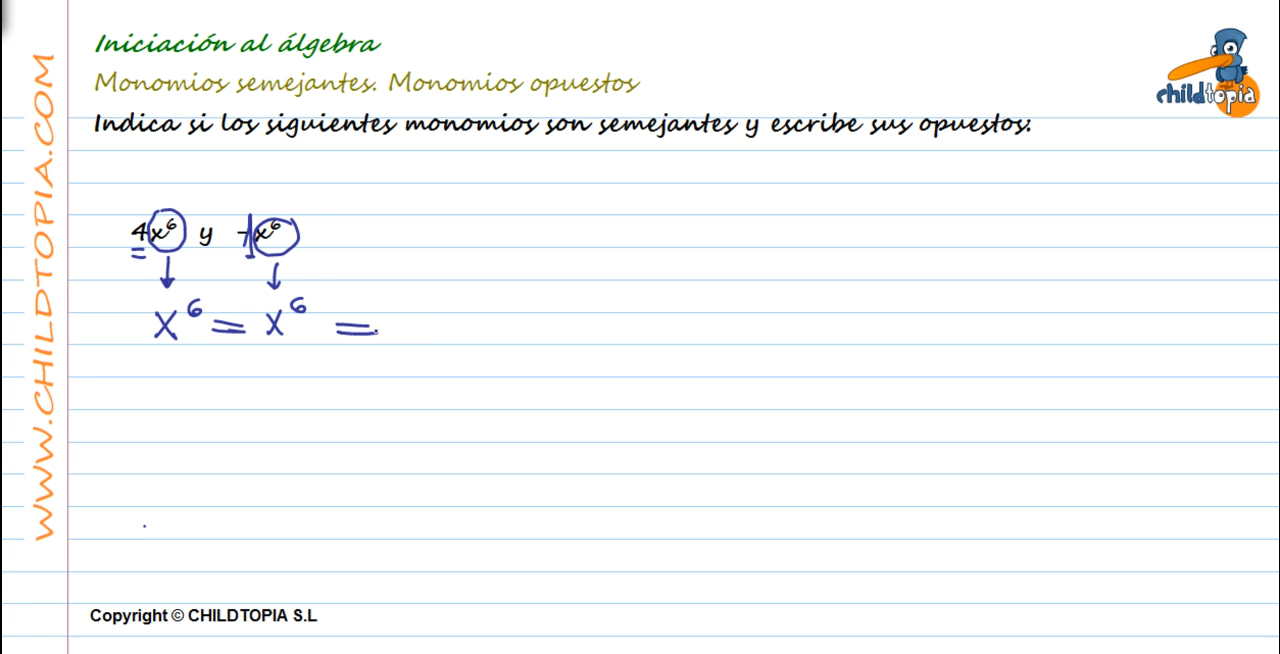 Iniciación al álgebra
Monomios semejantes. Monomios opuestos
childtopia
Indica si los siguientes monomios son semejantes y escribe sus opuestos:
4x⁶ y -1x⁶
x⁶ = x⁶ =
WWW.CHILDTOPIA.COM
Copyright © CHILDTOPIA S.L